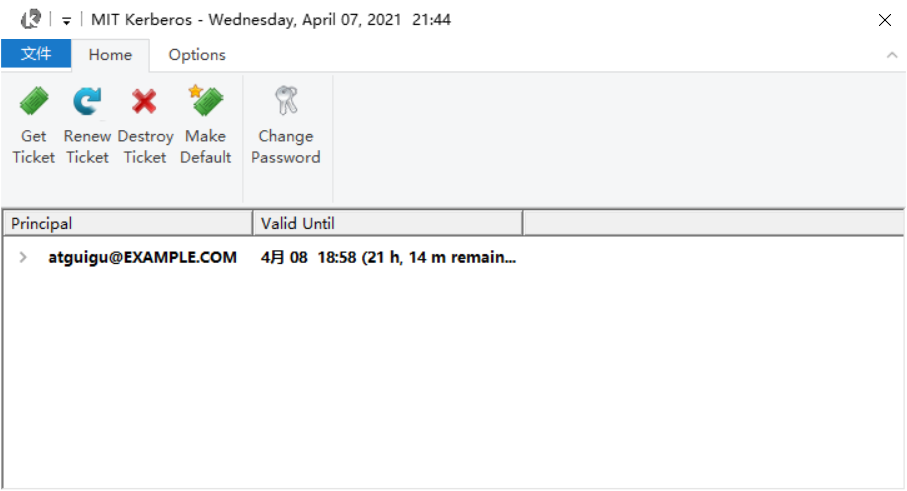 MIT Kerberos - Wednesday, April 07, 2021  21:44
文件 Home Options
Get Ticket
Renew Ticket
Destroy Ticket
Make Default
Change Password
Principal Valid Until
atguigu@EXAMPLE.COM 4月 08  18:58 (21 h, 14 m remain...